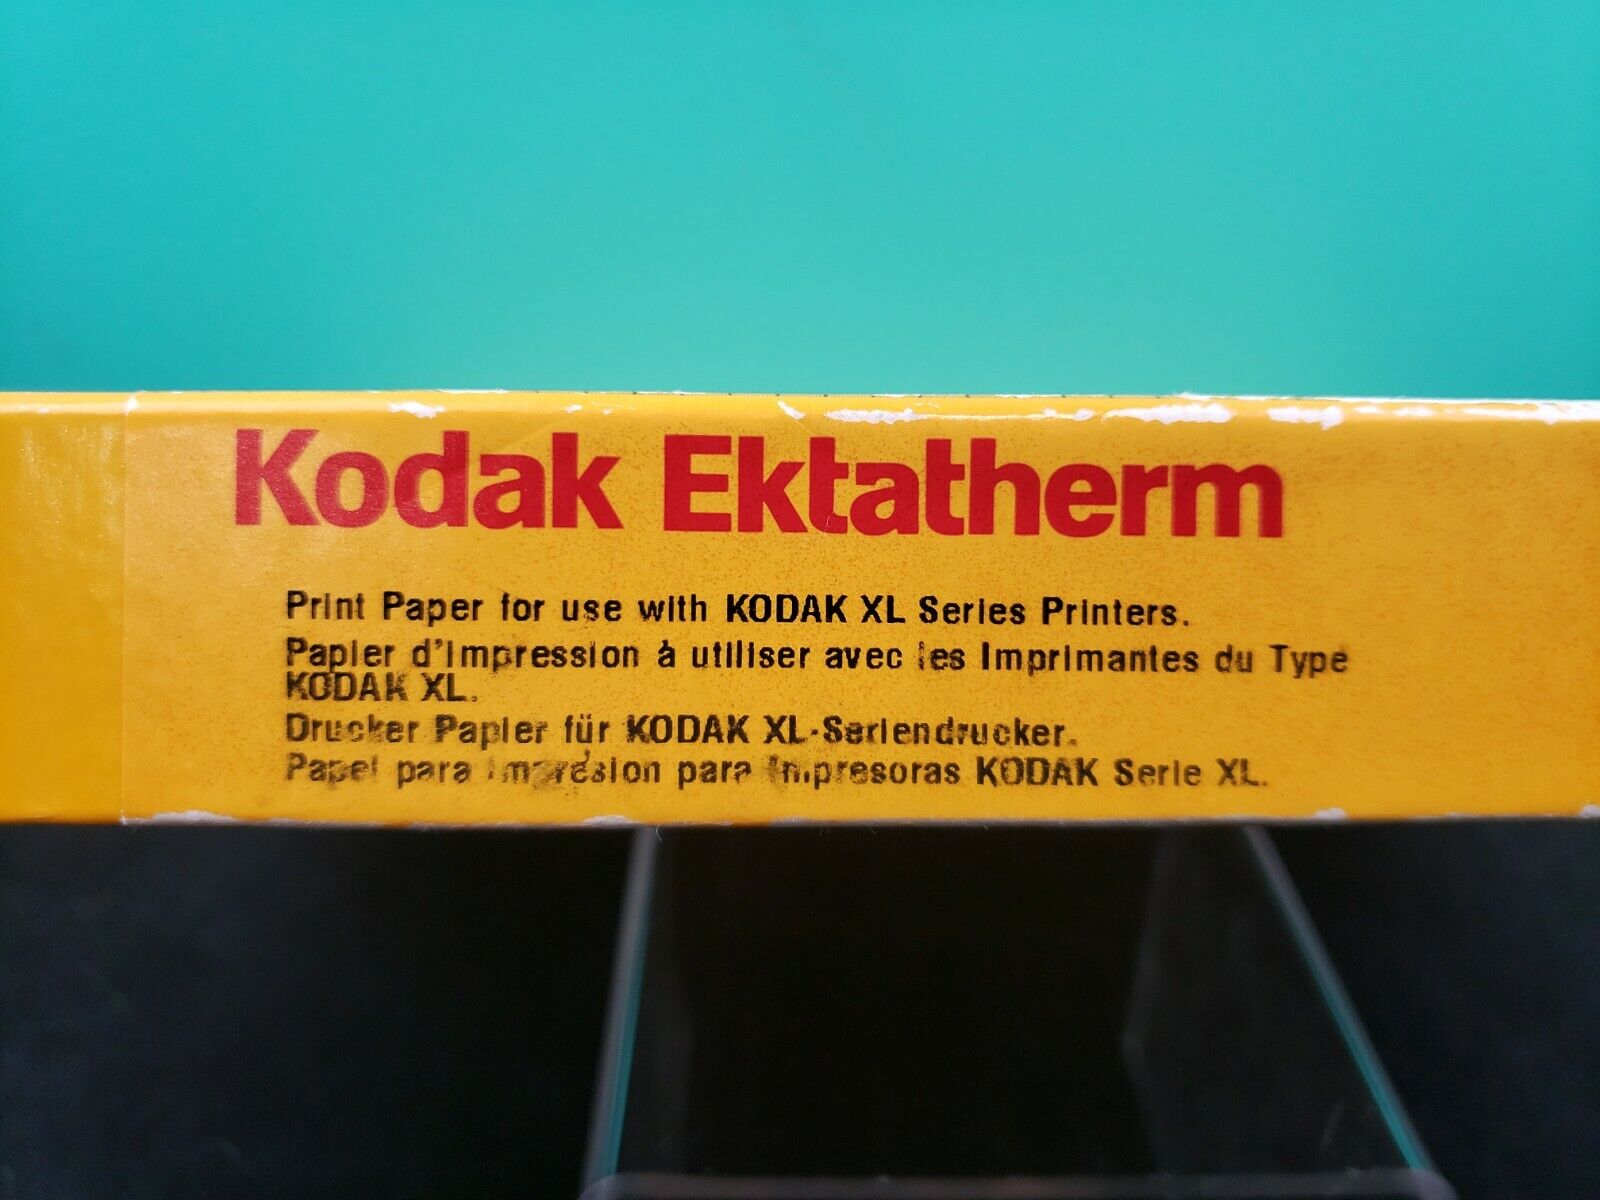 Kodak Ektatherm
Print Paper for use with KODAK XL Series Printers.
Papier d'impression à utiliser avec les Imprimantes du Type
KODAK XL.
Drucker Papier für KODAK XL-Seriendrucker.
Papel para impresion para impresoras KODAK Serie XL.